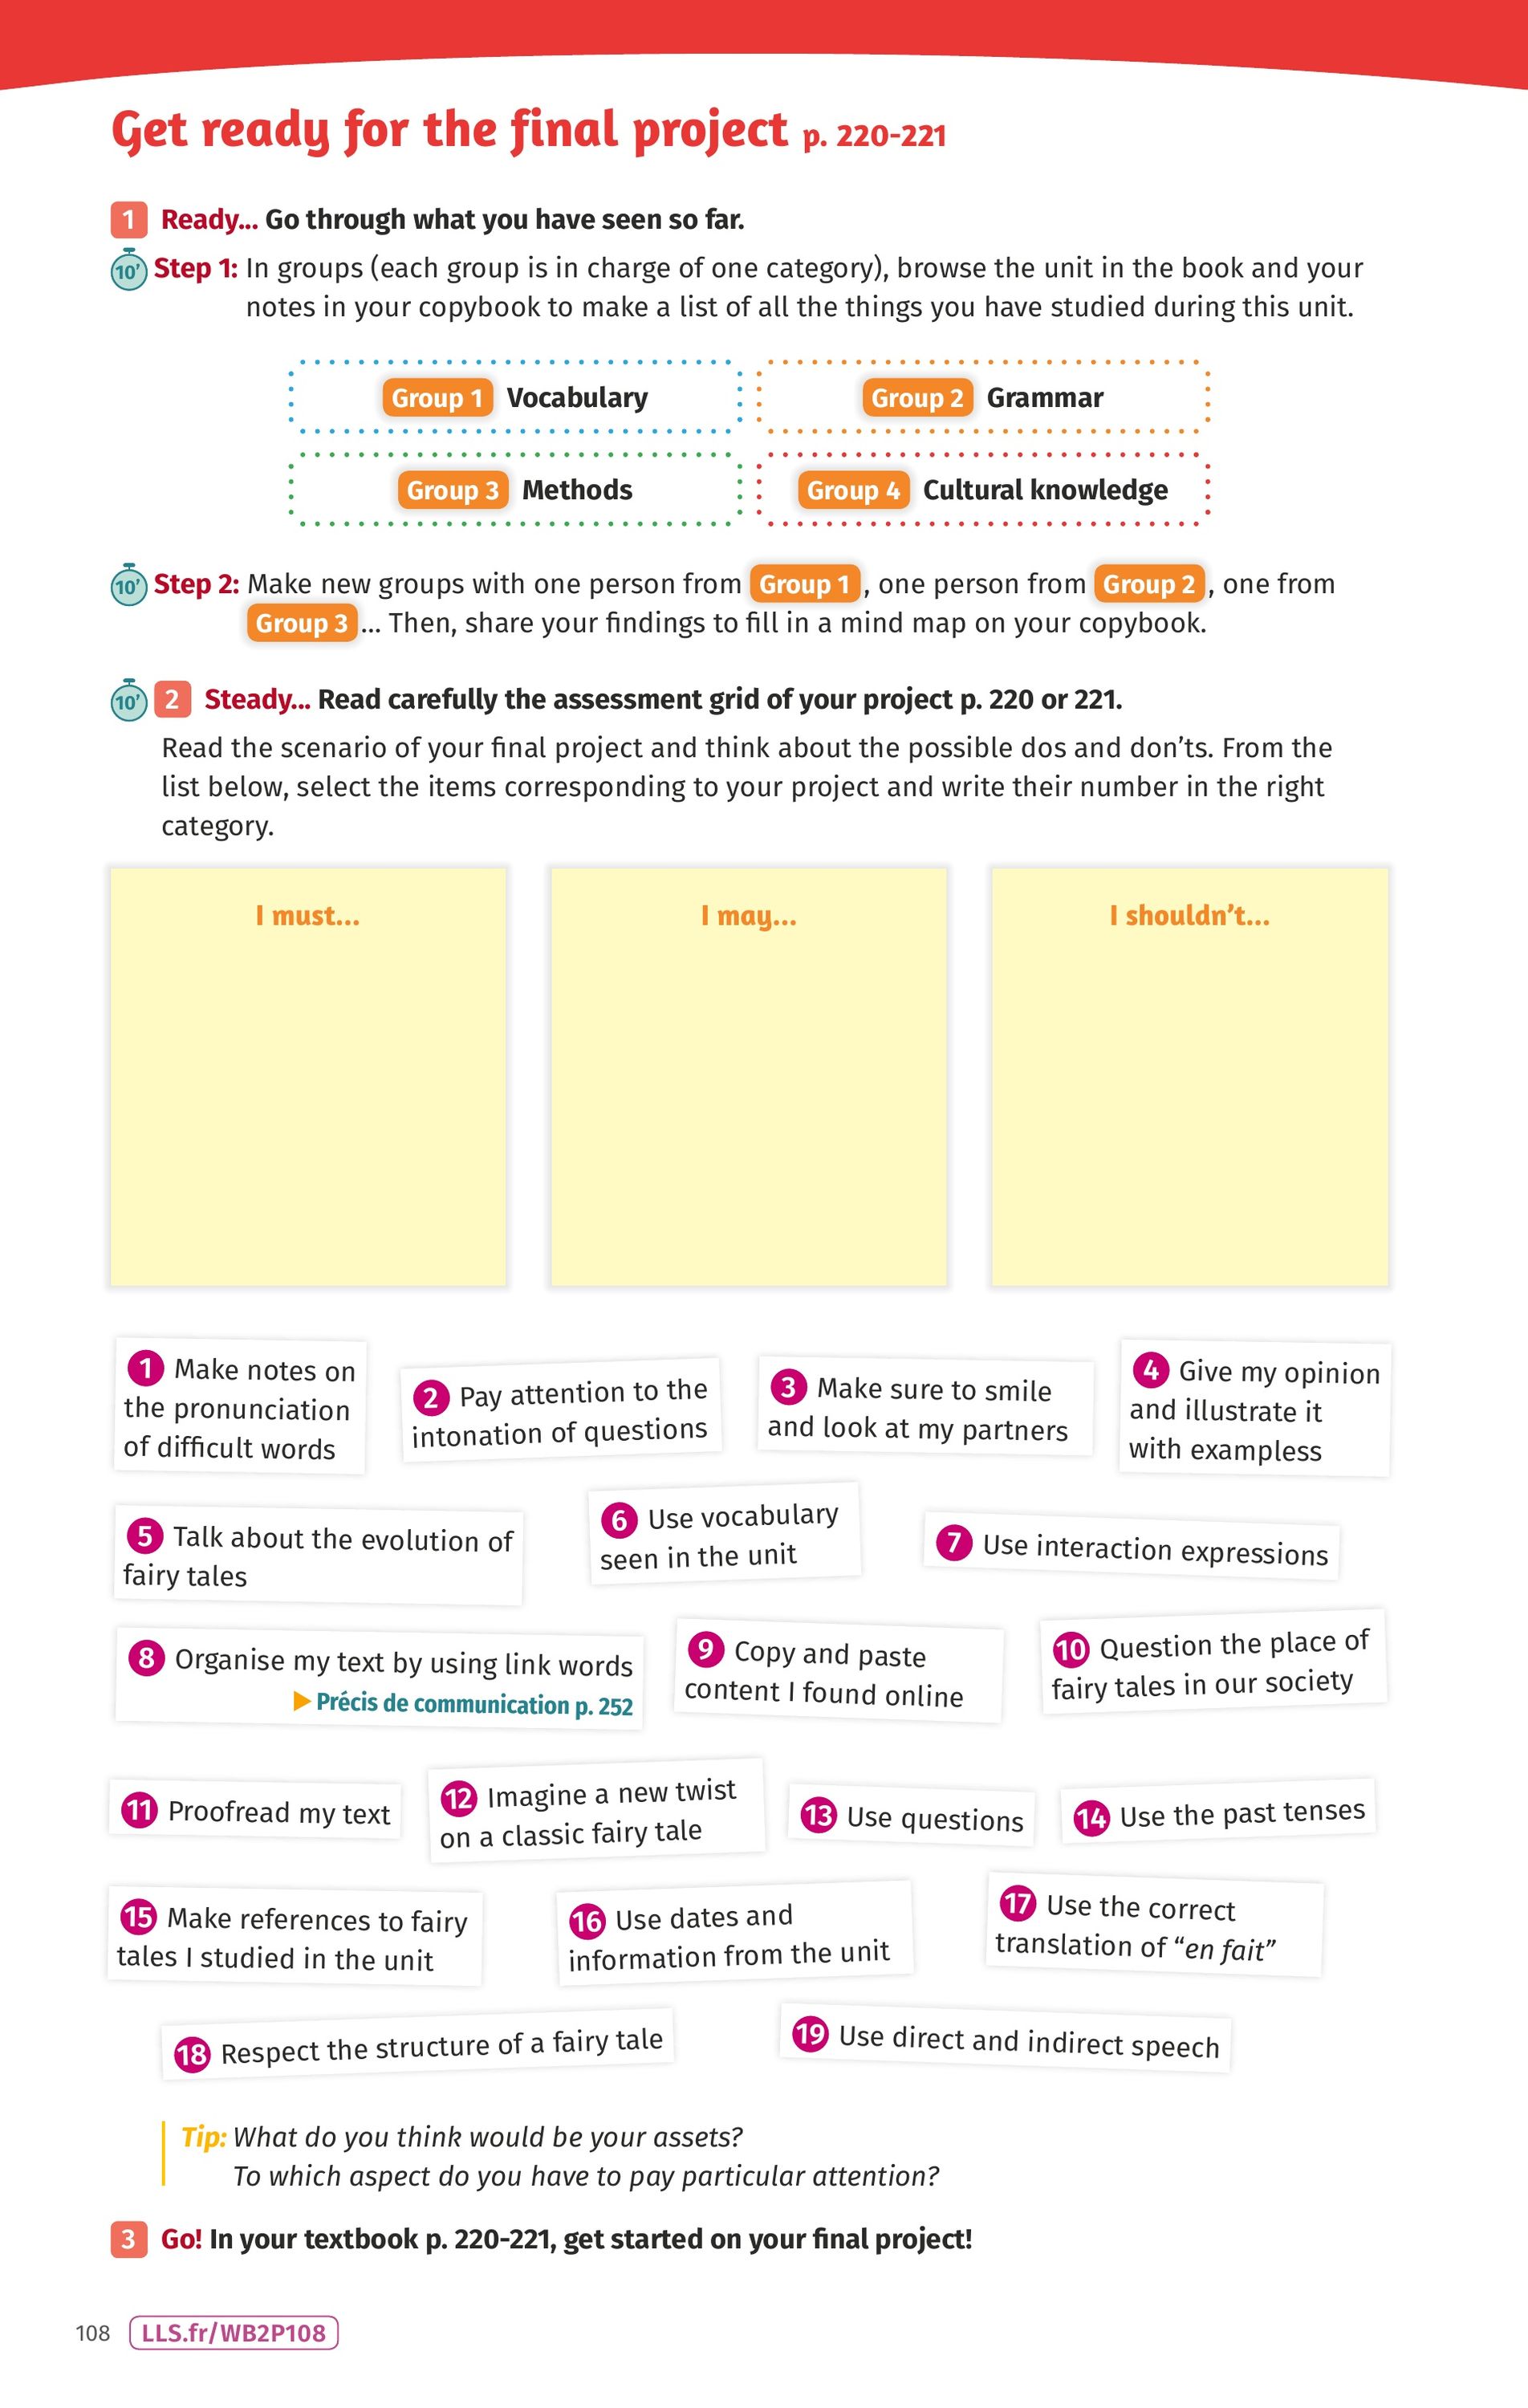 Get ready for the final project p. 220-221
1 Ready... Go through what you have seen so far.
10’ Step 1: In groups (each group is in charge of one category), browse the unit in the book and your
notes in your copybook to make a list of all the things you have studied during this unit.
Group 1 Vocabulary
Group 2 Grammar
Group 3 Methods
Group 4 Cultural knowledge
10’ Step 2: Make new groups with one person from Group 1, one person from Group 2, one from
Group 3... Then, share your findings to fill in a mind map on your copybook.
10’ 2 Steady... Read carefully the assessment grid of your project p. 220 or 221.
Read the scenario of your final project and think about the possible dos and don’ts. From the
list below, select the items corresponding to your project and write their number in the right
category.
I must...
I may...
I shouldn’t...
1 Make notes on
the pronunciation
of difficult words
2 Pay attention to the
intonation of questions
3 Make sure to smile
and look at my partners
4 Give my opinion
and illustrate it
with exampless
5 Talk about the evolution of
fairy tales
6 Use vocabulary
seen in the unit
7 Use interaction expressions
8 Organise my text by using link words
▶ Précis de communication p. 252
9 Copy and paste
content I found online
10 Question the place of
fairy tales in our society
11 Proofread my text
12 Imagine a new twist
on a classic fairy tale
13 Use questions
14 Use the past tenses
15 Make references to fairy
tales I studied in the unit
16 Use dates and
information from the unit
17 Use the correct
translation of “en fait”
18 Respect the structure of a fairy tale
19 Use direct and indirect speech
Tip: What do you think would be your assets?
To which aspect do you have to pay particular attention?
3 Go! In your textbook p. 220-221, get started on your final project!
108 LLS.fr/WB2P108